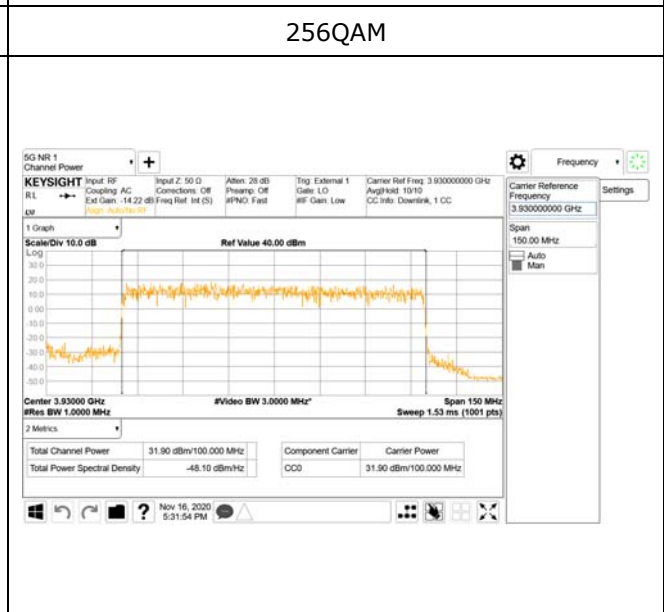 256QAM
5G NR 1
Channel Power
+
Frequency
KEYSIGHT
RL
Input: RF
Coupling: AC
Ext Gain: -14.22 dB
Align: Auto/No RF
Input Z: 50 Ω
Corrections: Off
Freq Ref: Int (S)
Atten: 28 dB
Preamp: Off
#PNO: Fast
Trig: External 1
Gate: LO
#IF Gain: Low
Carrier Ref Freq: 3.930000000 GHz
Avg|Hold: 10/10
CC Info: Downlink, 1 CC
Carrier Reference
Frequency
3.930000000 GHz
Settings
Span
150.00 MHz
Auto
Man
1 Graph
Scale/Div 10.0 dB
Ref Value 40.00 dBm
Log
30.0
20.0
10.0
0.00
-10.0
-20.0
-30.0
-40.0
-50.0
Center 3.93000 GHz
#Video BW 3.0000 MHz*
Span 150 MHz
#Res BW 1.0000 MHz
Sweep 1.53 ms (1001 pts)
2 Metrics
Total Channel Power 31.90 dBm/100.000 MHz
Total Power Spectral Density -48.10 dBm/Hz
Component Carrier Carrier Power
CC0 31.90 dBm/100.000 MHz
?
Nov 16, 2020
5:31:54 PM